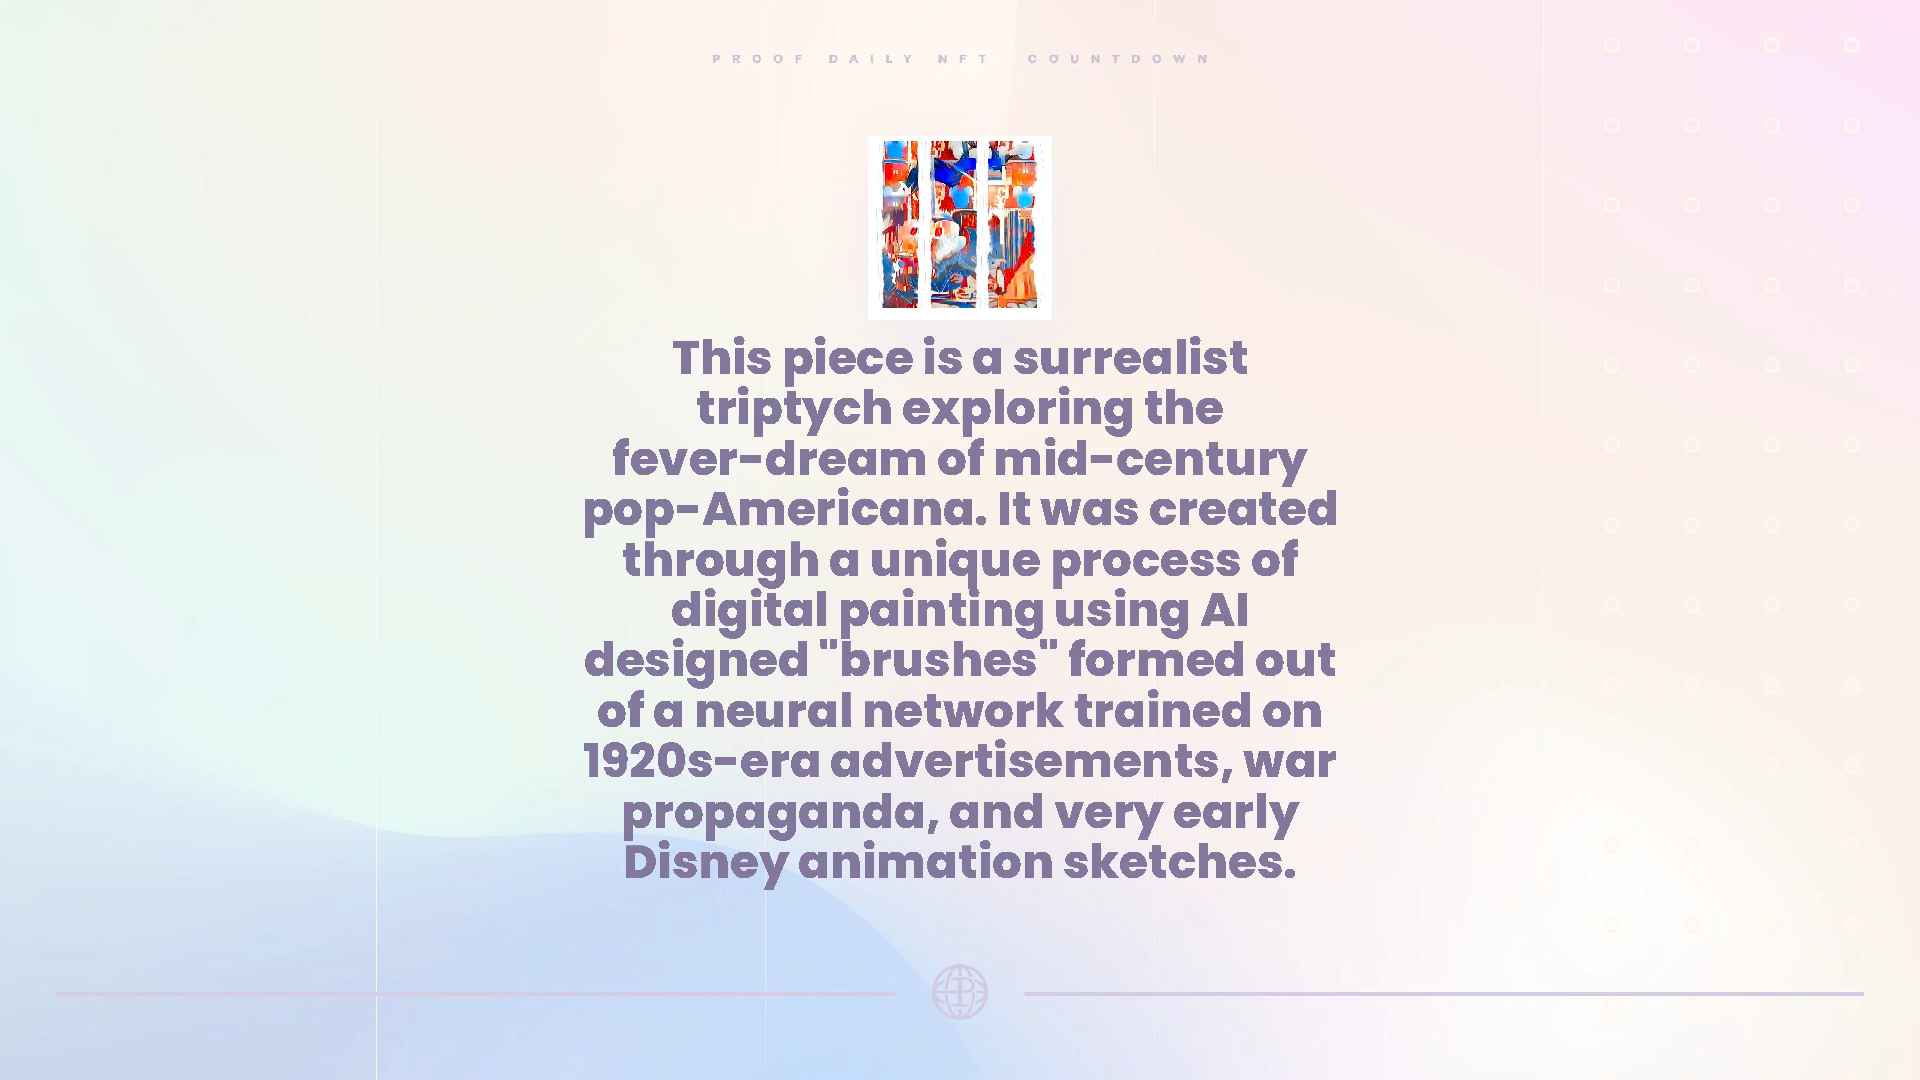 PROOF DAILY NFT COUNTDOWN
This piece is a surrealist
triptych exploring the
fever-dream of mid-century
pop-Americana. It was created
through a unique process of
digital painting using AI
designed "brushes" formed out
of a neural network trained on
1920s-era advertisements, war
propaganda, and very early
Disney animation sketches.
P